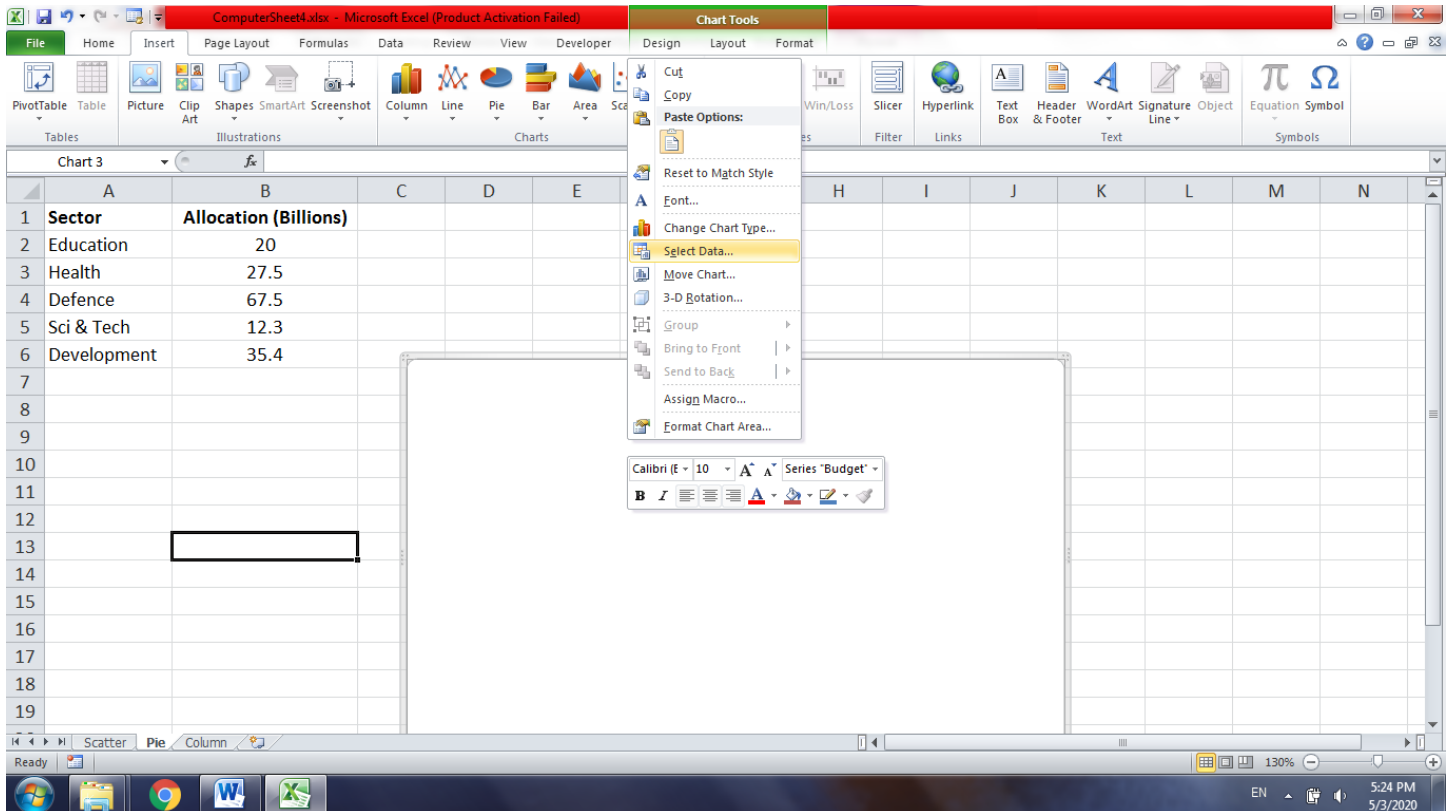 ComputerSheet4.xlsx - Microsoft Excel (Product Activation Failed)
Chart Tools
File Home Insert Page Layout Formulas Data Review View Developer Design Layout Format
PivotTable Table Picture Clip Art Shapes SmartArt Screenshot Column Line Pie Bar Area Win/Loss Slicer Hyperlink Text Box Header & Footer WordArt Signature Line Object Equation Symbol
Tables Illustrations Charts Filter Links Text Symbols
Chart 3 fx
A B C D E H I J K L M N
1 Sector Allocation (Billions)
2 Education 20
3 Health 27.5
4 Defence 67.5
5 Sci & Tech 12.3
6 Development 35.4
7
8
9
10
11
12
13
14
15
16
17
18
19
Cut
Copy
Paste Options:
Reset to Match Style
A Font...
Change Chart Type...
Select Data...
Move Chart...
3-D Rotation...
Group
Bring to Front
Send to Back
Assign Macro...
Format Chart Area...
Calibri (E 10 A A Series "Budget"
B I A
Scatter Pie Column
Ready 130%
EN 5:24 PM
5/3/2020